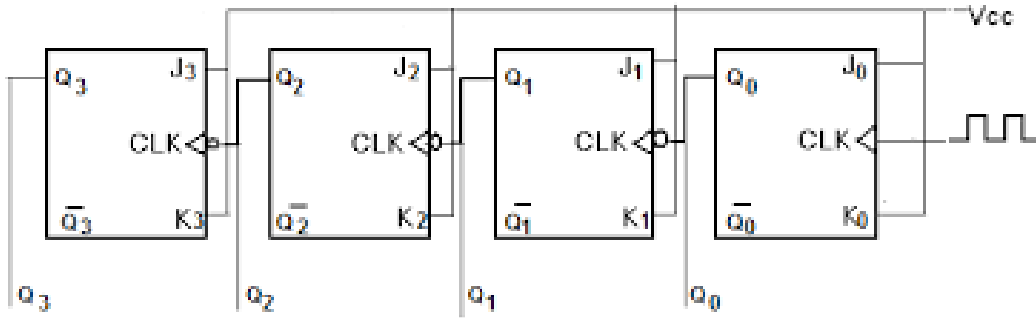 Vcc
Q3 J3 Q2 J2 Q1 J1 Q0 J0
CLK CLK CLK CLK
Q̅3 K3 Q̅2 K2 Q̅1 K1 Q̅0 K0
Q3 Q2 Q1 Q0